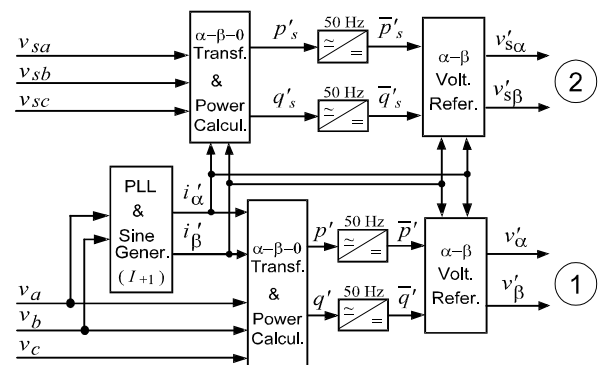 v_sa
v_sb
v_sc
α–β–0
Transf.
&
Power
Calcul.
p'_s
50 Hz
≃ =
p̄'_s
q'_s
50 Hz
≃ =
q̄'_s
α–β
Volt.
Refer.
v'_sα
v'_sβ
2
PLL
&
Sine
Gener.
(I_+1)
i_α'
i_β'
v_a
v_b
v_c
α–β–0
Transf.
&
Power
Calcul.
p'
50 Hz
≃ =
p̄'
q'
50 Hz
≃ =
q̄'
α–β
Volt.
Refer.
v'_α
v'_β
1